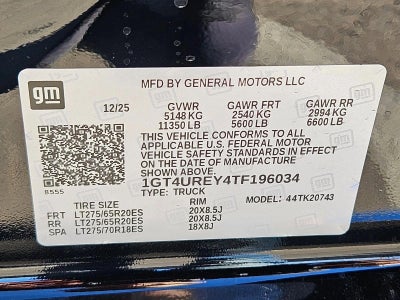 gm
MFD BY GENERAL MOTORS LLC
12/25 GVWR GAWR FRT GAWR RR
5148 KG 2540 KG 2994 KG
11350 LB 5600 LB 6600 LB
THIS VEHICLE CONFORMS TO ALL
APPLICABLE U.S. FEDERAL MOTOR
VEHICLE SAFETY STANDARDS IN EFFECT
ON THE DATE OF MANUFACTURE
SHOWN ABOVE.
1GT4UREY4TF196034
8555 TYPE: TRUCK MODEL: 44TK20743
TIRE SIZE RIM
FRT LT275/65R20ES 20X8.5J
RR LT275/65R20ES 20X8.5J
SPA LT275/70R18ES 18X8J